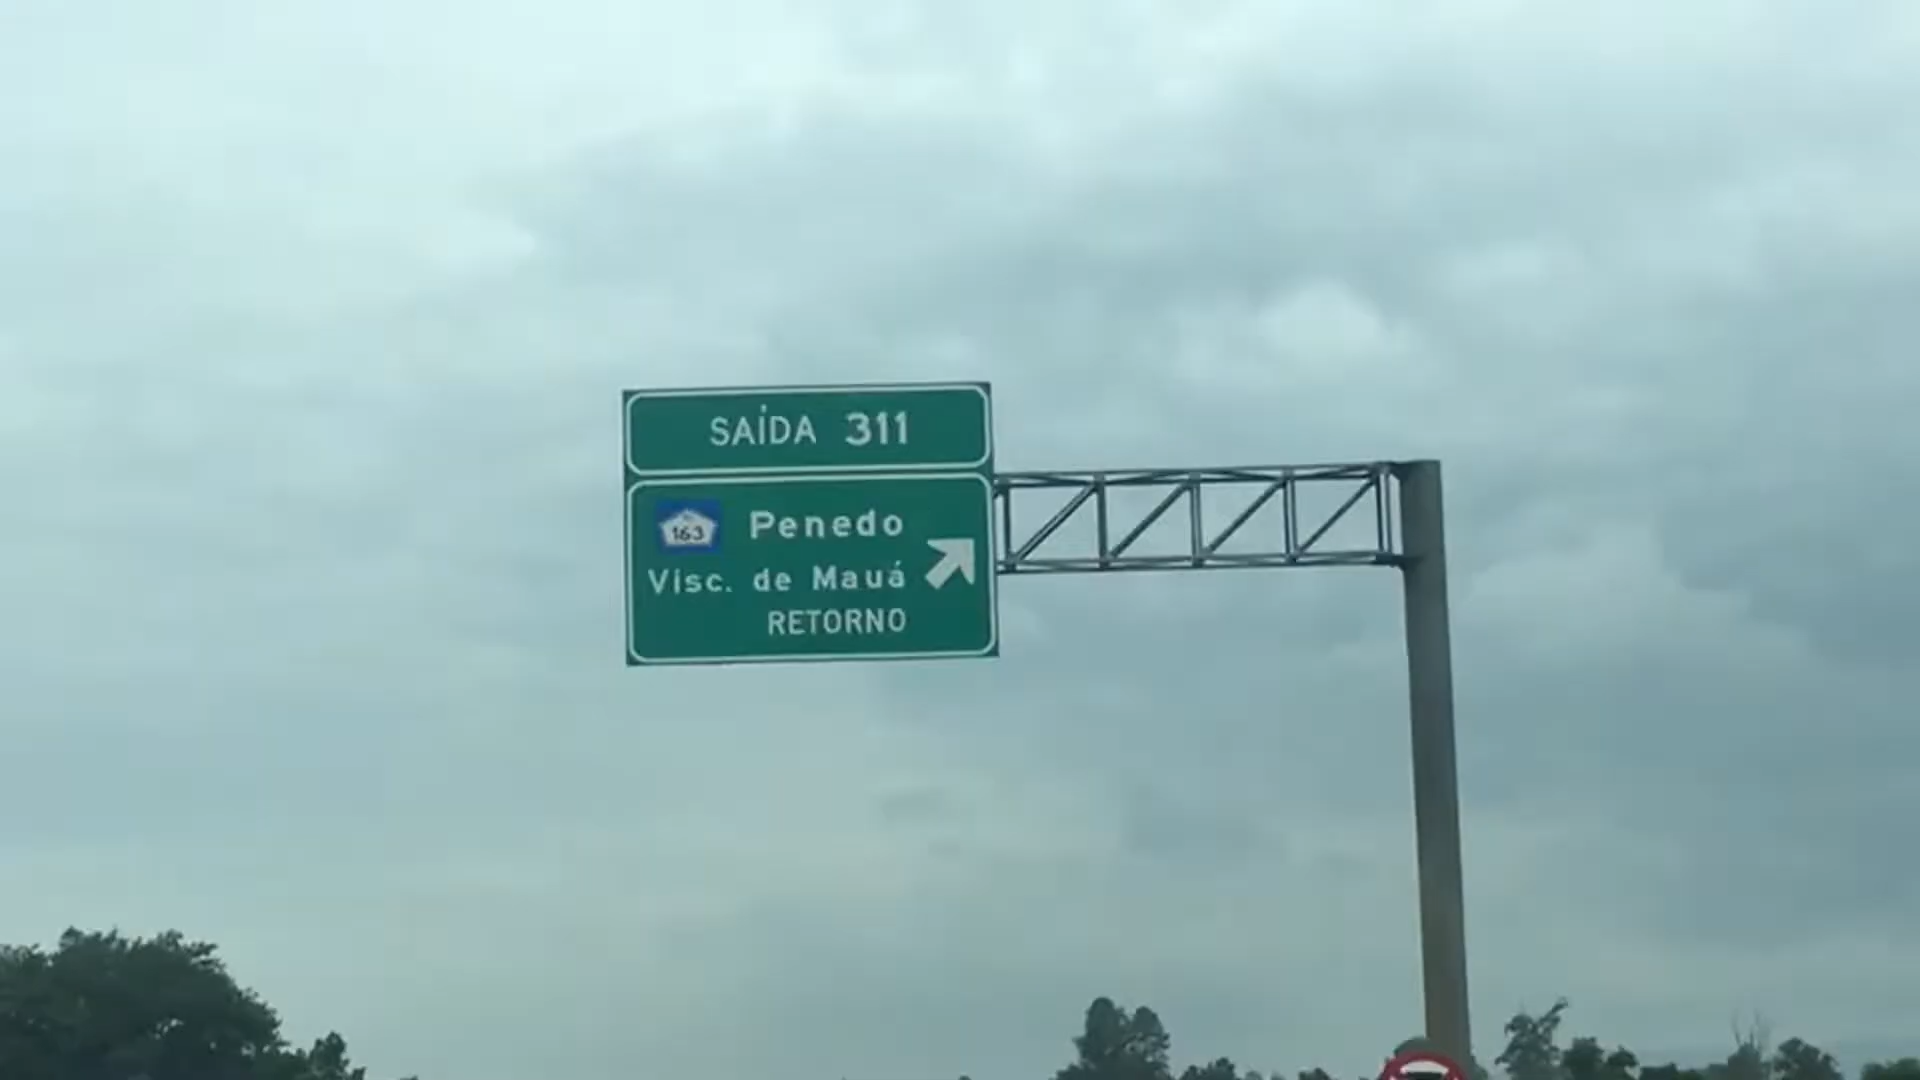 SAÍDA 311
163 Penedo
Visc. de Mauá
RETORNO